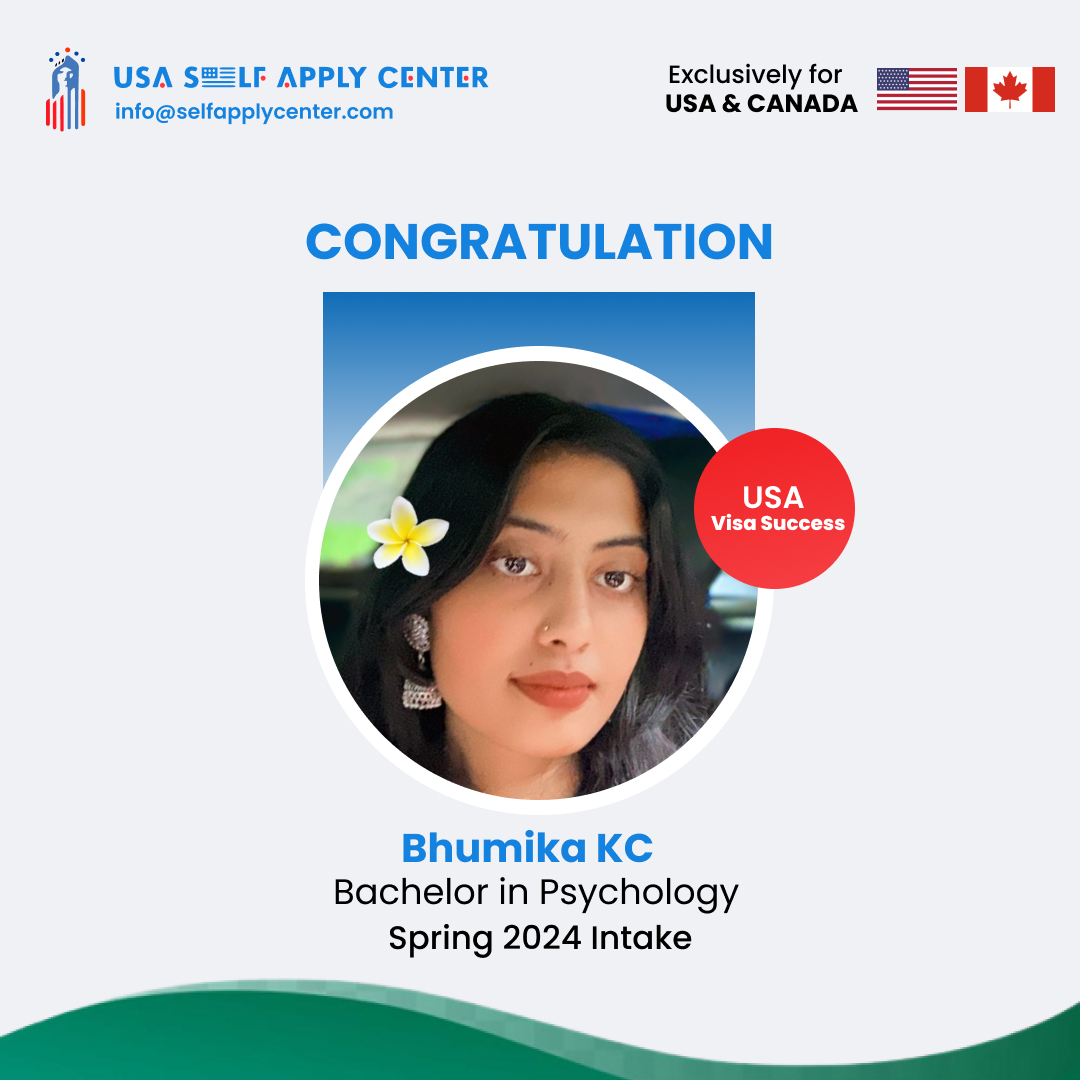 USA SELF APPLY CENTER
info@selfapplycenter.com
Exclusively for
USA & CANADA
CONGRATULATION
USA
Visa Success
Bhumika KC
Bachelor in Psychology
Spring 2024 Intake